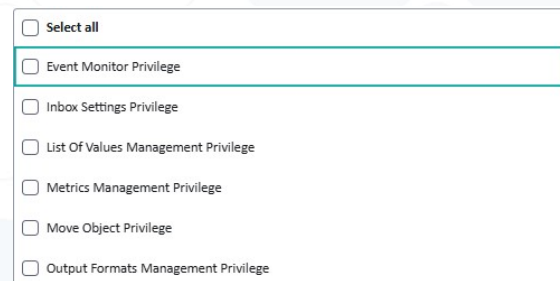 Select all
Event Monitor Privilege
Inbox Settings Privilege
List Of Values Management Privilege
Metrics Management Privilege
Move Object Privilege
Output Formats Management Privilege